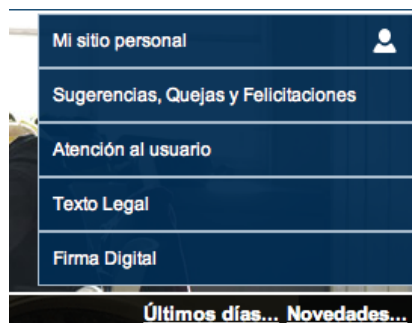 Mi sitio personal
Sugerencias, Quejas y Felicitaciones
Atención al usuario
Texto Legal
Firma Digital
Últimos días... Novedades...